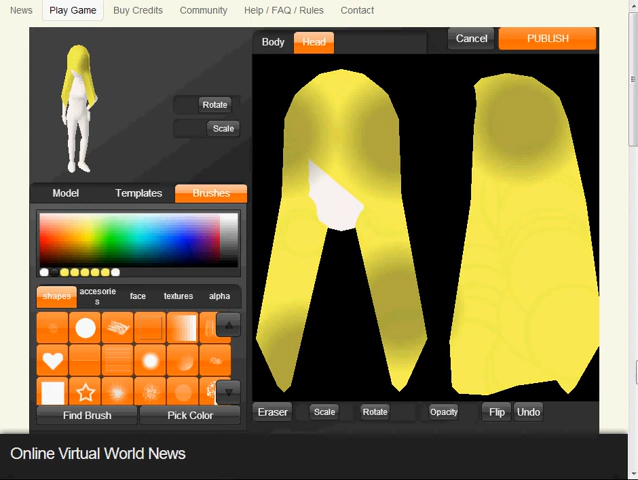 News Play Game Buy Credits Community Help / FAQ / Rules Contact
Body Head Cancel PUBLISH
Rotate
Scale
Model Templates Brushes
shapes accesories face textures alpha
Find Brush Pick Color
Eraser Scale Rotate Opacity Flip Undo
Online Virtual World News